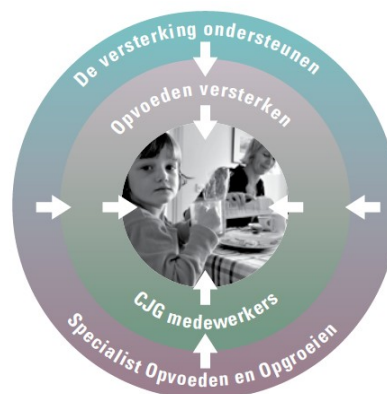 De versterking ondersteunen
Opvoeden versterken
CJG medewerkers
Specialist Opvoeden en Opgroeien